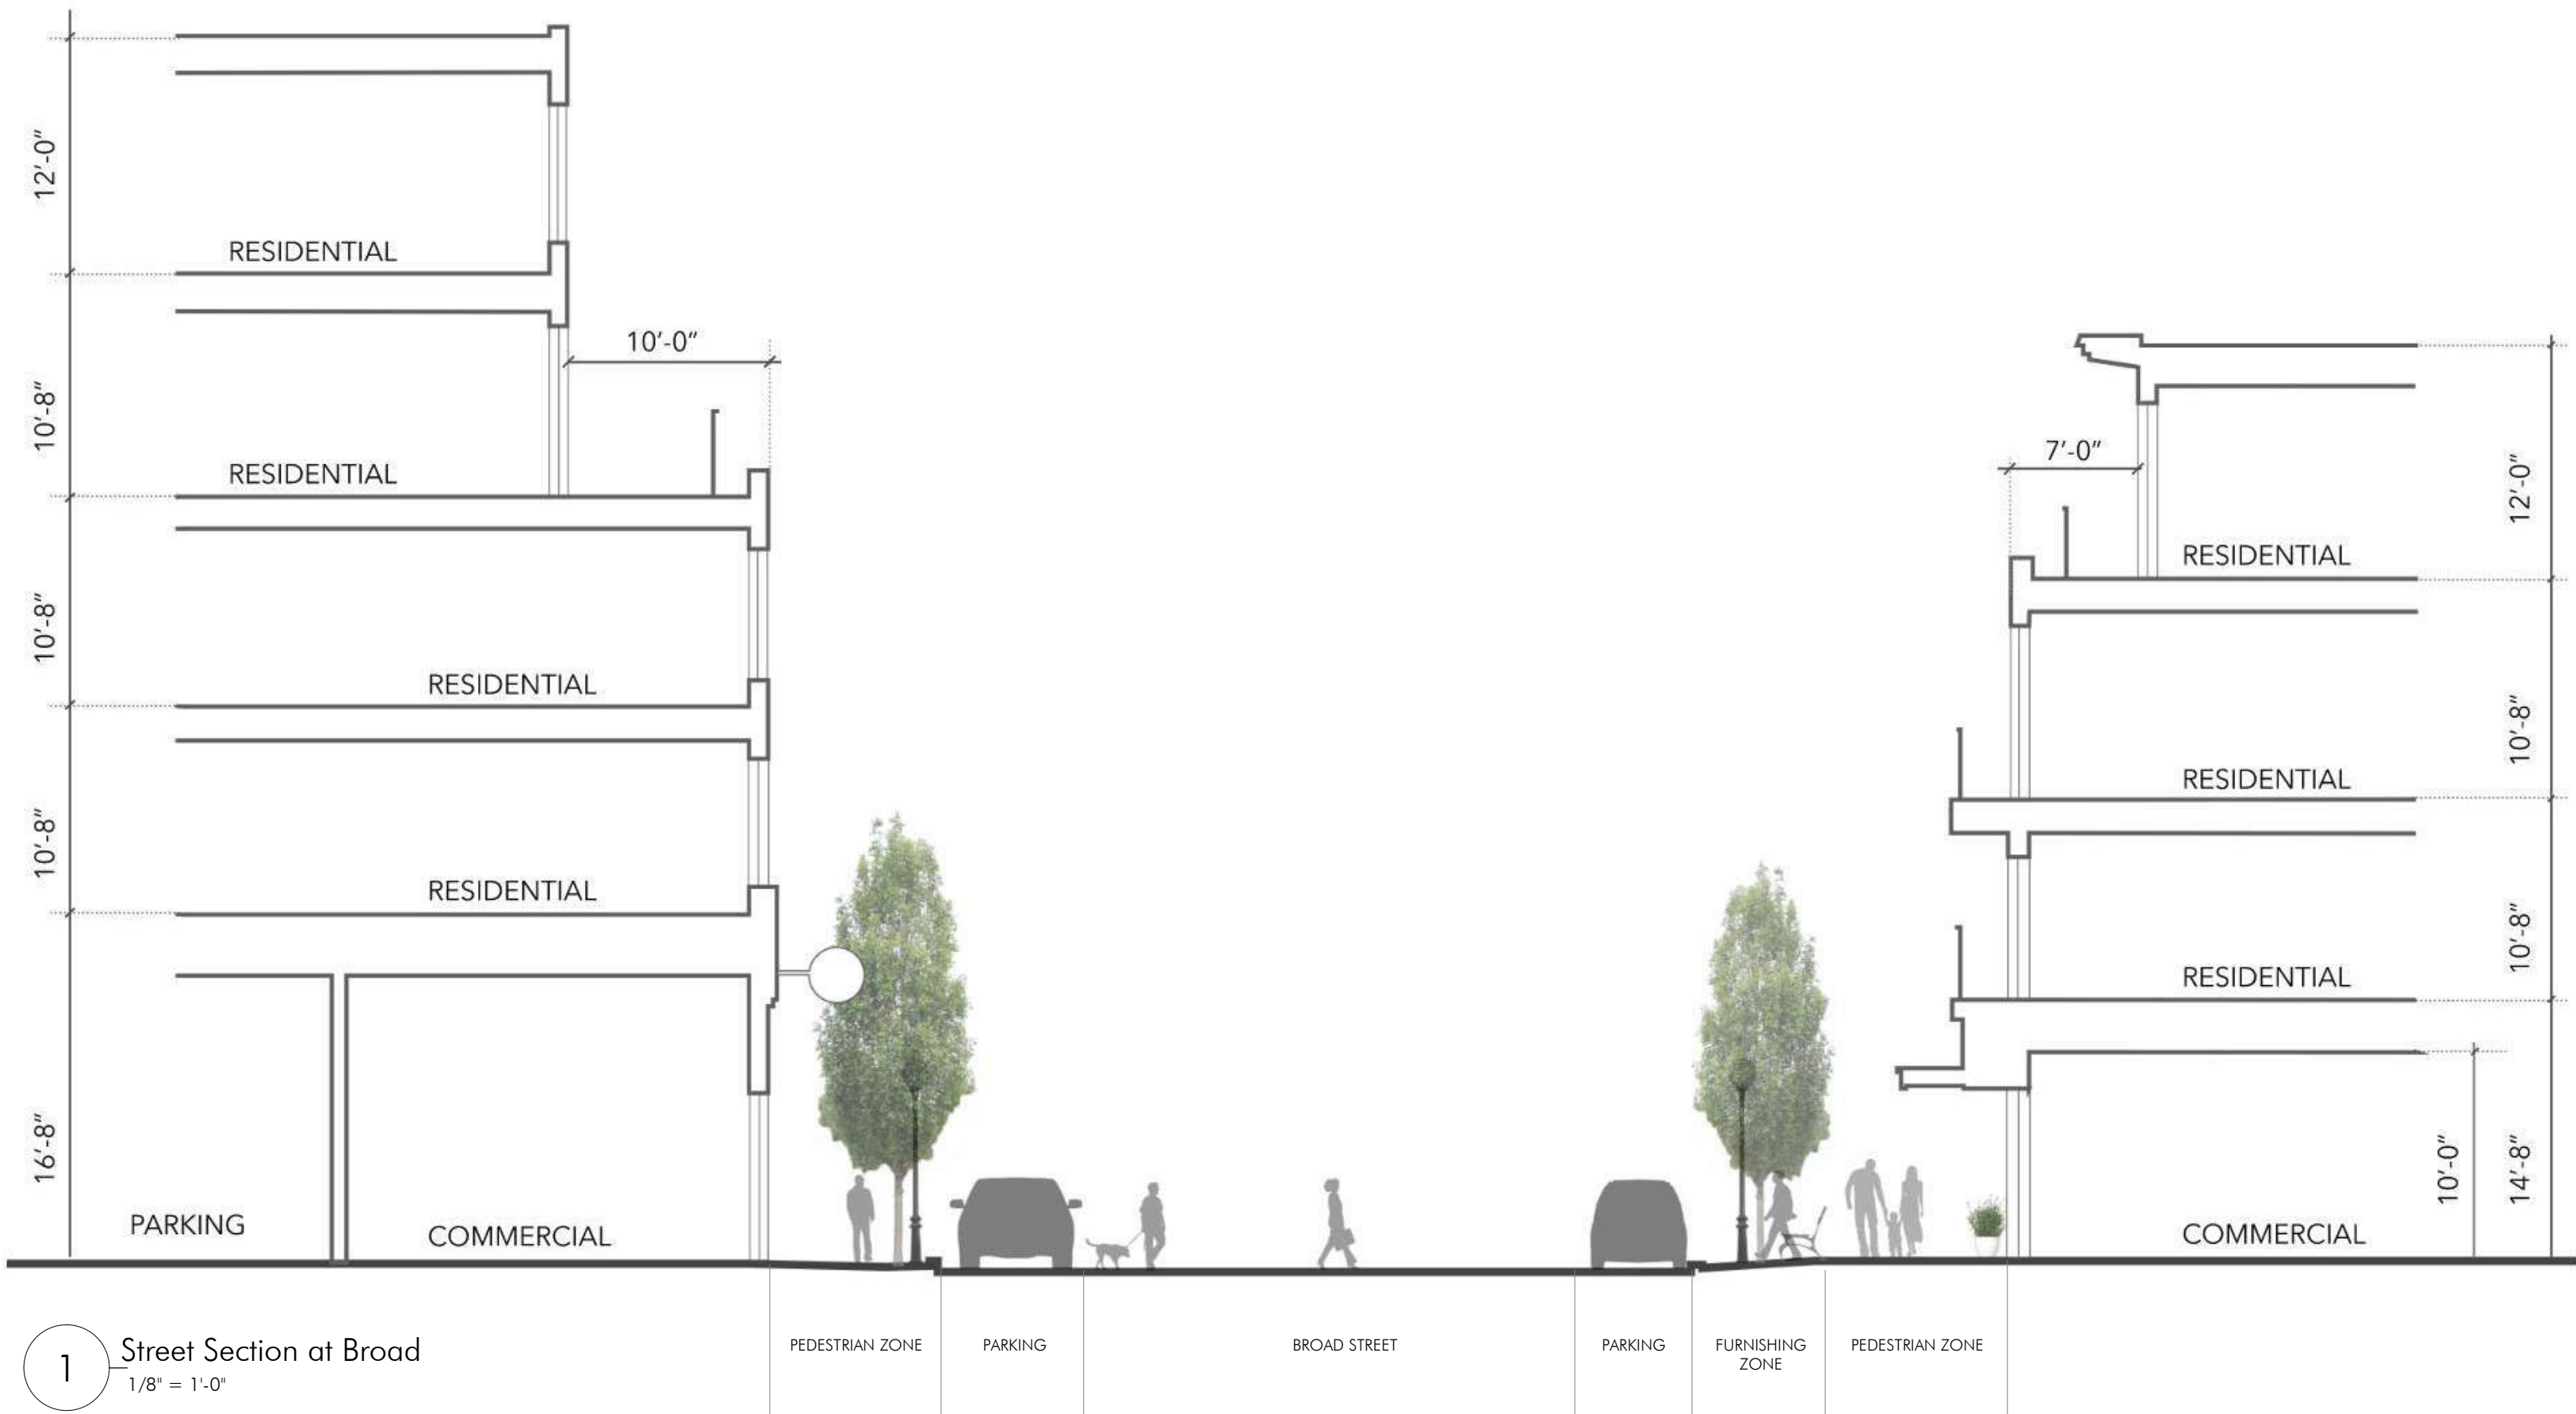 12'-0"
RESIDENTIAL
10'-0"
10'-8"
RESIDENTIAL
7'-0"
12'-0"
RESIDENTIAL
10'-8"
RESIDENTIAL
10'-8"
RESIDENTIAL
10'-8"
RESIDENTIAL
10'-8"
RESIDENTIAL
16'-8"
PARKING
COMMERCIAL
10'-0"
14'-8"
COMMERCIAL
PEDESTRIAN ZONE
PARKING
BROAD STREET
PARKING
FURNISHING
ZONE
PEDESTRIAN ZONE
1
Street Section at Broad
1/8" = 1'-0"